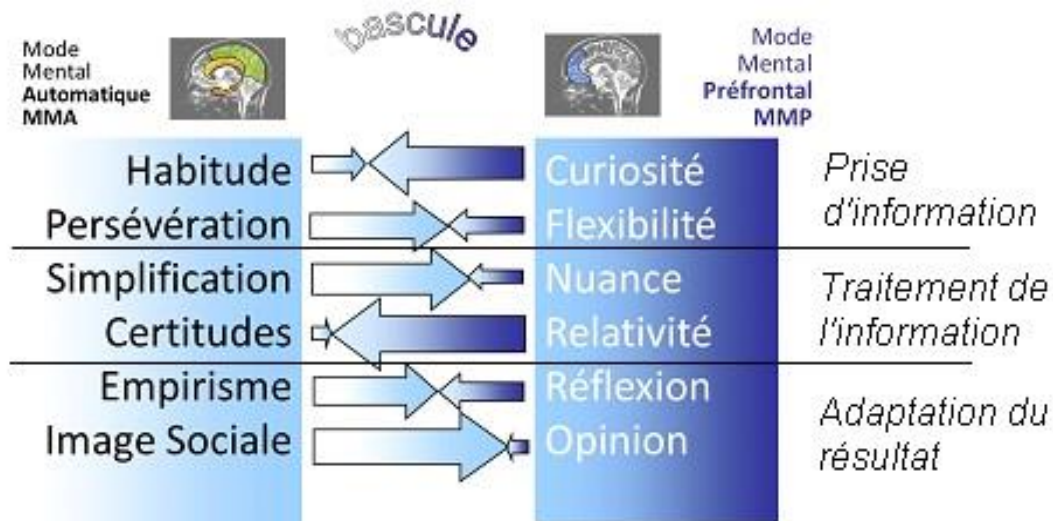 Mode
Mental
Automatique
MMA
bascule
Mode
Mental
Préfrontal
MMP
Habitude
Curiosité
Prise
d'information
Persévération
Flexibilité
Simplification
Nuance
Traitement de
l'information
Certitudes
Relativité
Empirisme
Réflexion
Adaptation du
résultat
Image Sociale
Opinion